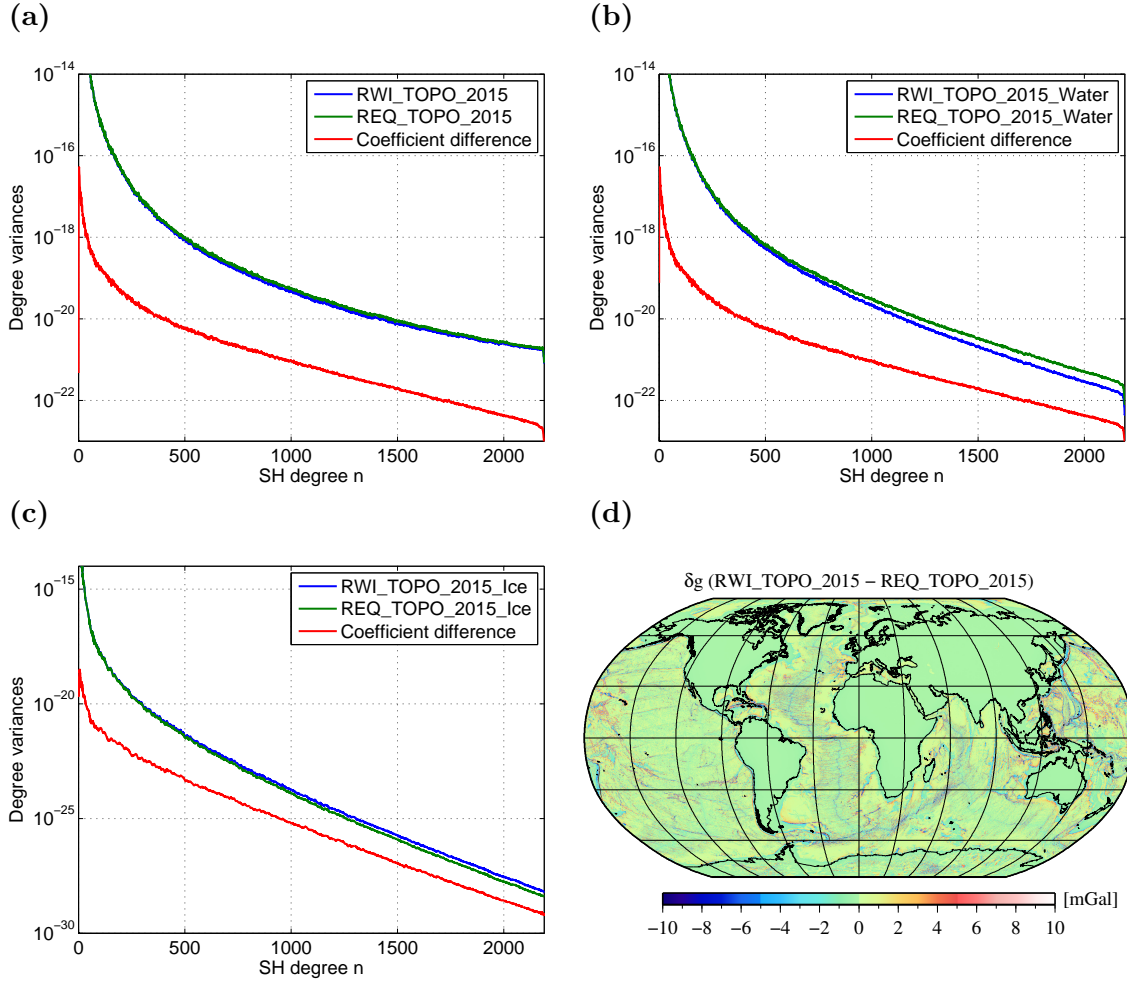 (a)
10^-14
10^-16
10^-18
10^-20
10^-22
Degree variances
0 500 1000 1500 2000
SH degree n
RWI_TOPO_2015
REQ_TOPO_2015
Coefficient difference
(b)
10^-14
10^-16
10^-18
10^-20
10^-22
Degree variances
0 500 1000 1500 2000
SH degree n
RWI_TOPO_2015_Water
REQ_TOPO_2015_Water
Coefficient difference
(c)
10^-15
10^-20
10^-25
10^-30
Degree variances
0 500 1000 1500 2000
SH degree n
RWI_TOPO_2015_Ice
REQ_TOPO_2015_Ice
Coefficient difference
(d)
δg (RWI_TOPO_2015 − REQ_TOPO_2015)
[mGal]
−10 −8 −6 −4 −2 0 2 4 6 8 10